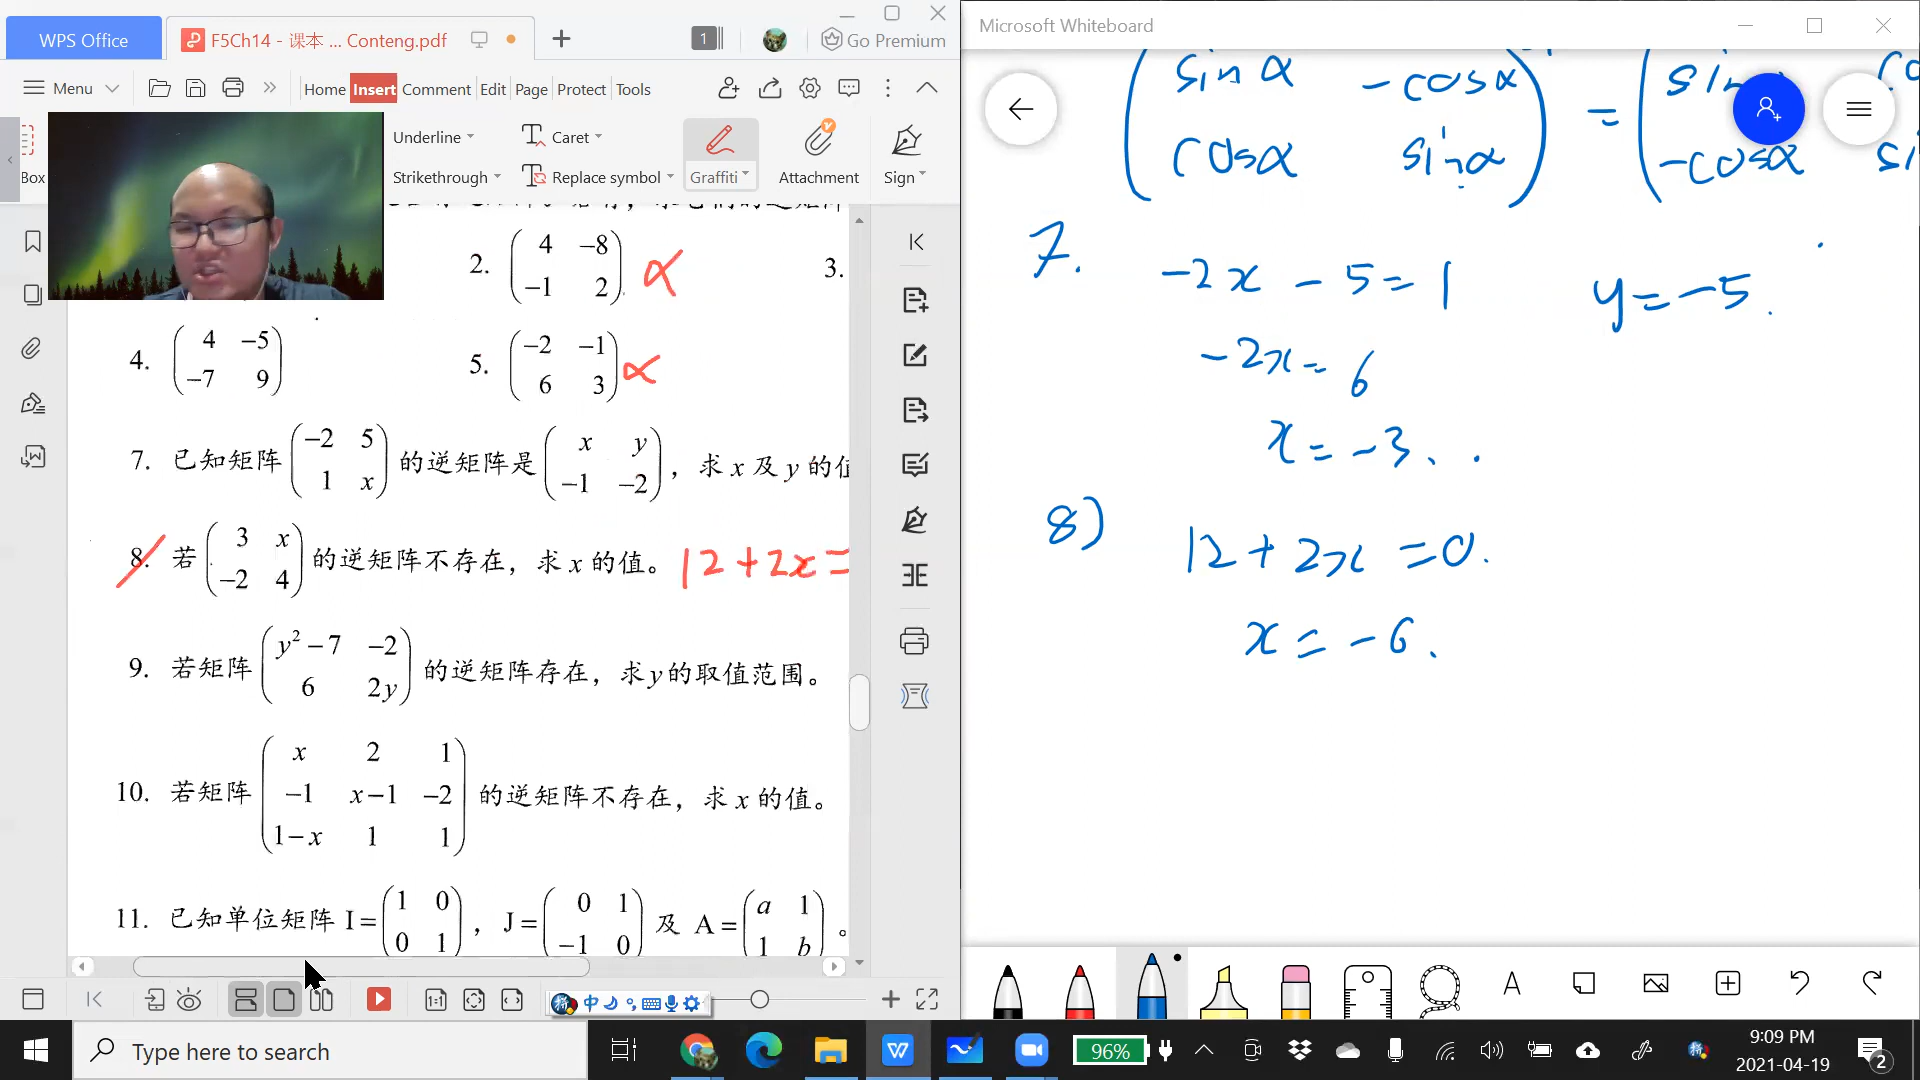 WPS Office
F5Ch14 - 课本 ... Conteng.pdf
1
Go Premium
Menu
Home Insert Comment Edit Page Protect Tools
Box
Underline
Strikethrough
Caret
Replace symbol
Graffiti
Attachment
Sign
2. ( 4 −8
−1 2 ) α
3.
4. ( 4 −5
−7 9 )
5. ( −2 −1
6 3 ) α
7. 已知矩阵 ( −2 5
1 x ) 的逆矩阵是 ( x y
−1 −2 ) , 求 x 及 y 的值
8. 若 ( 3 x
−2 4 ) 的逆矩阵不存在, 求 x 的值。 12 + 2x =
9. 若矩阵 ( y² − 7 −2
6 2y ) 的逆矩阵存在, 求y的取值范围。
10. 若矩阵 ( x 2 1
−1 x−1 −2
1−x 1 1 ) 的逆矩阵不存在, 求 x 的值。
11. 已知单位矩阵 I = ( 1 0
0 1 ) , J = ( 0 1
−1 0 ) 及 A = ( a 1
1 b ) 。
中
Microsoft Whiteboard
( sin α − cos α
cos α sin α ) =
− cos α
7. −2x − 5 = 1 y = −5.
−2x = 6
x = −3.
8) 12 + 2x = 0.
x = −6.
A
Type here to search
96%
9:09 PM
2021-04-19
2